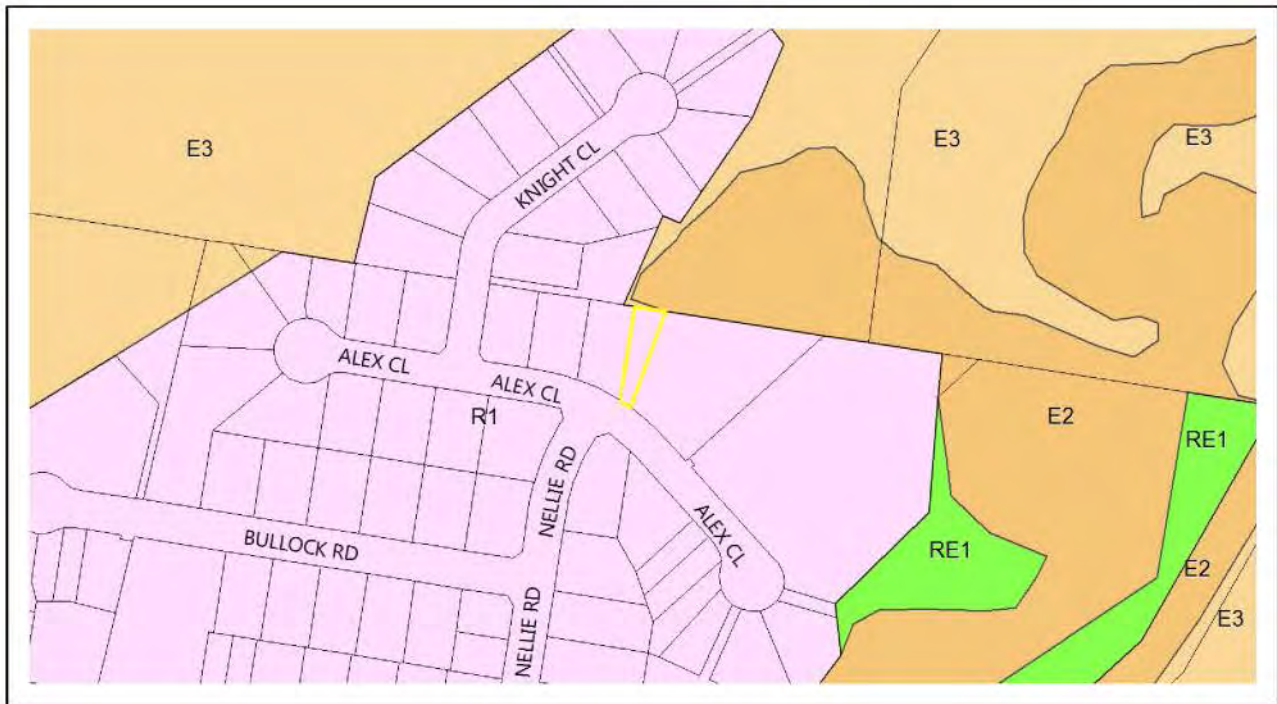 E3
E3
E3
KNIGHT CL
ALEX CL
ALEX CL
R1
E2
RE1
NELLIE RD
ALEX CL
BULLOCK RD
RE1
E2
NELLIE RD
E3